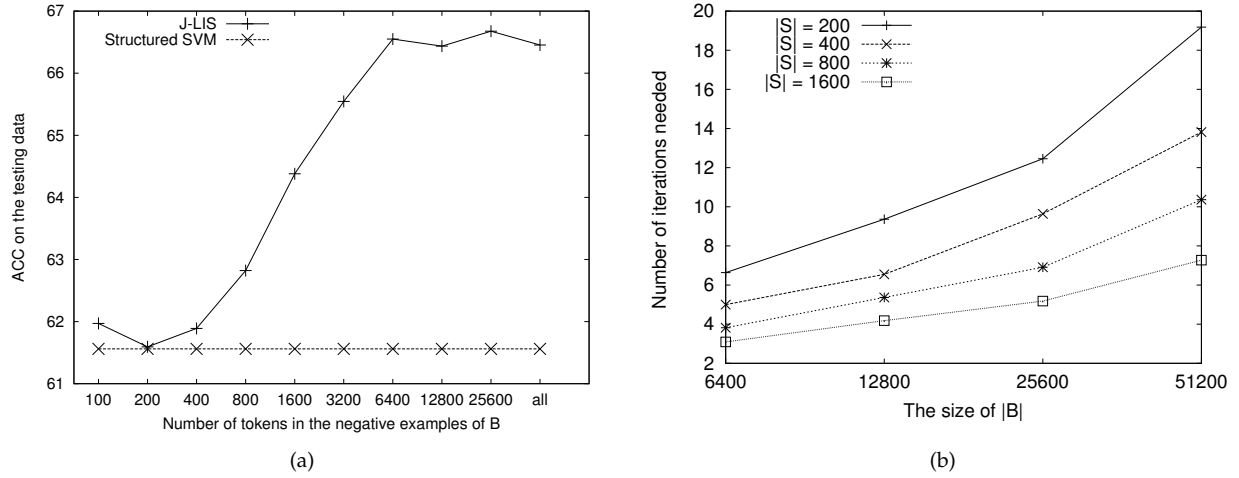 J-LIS
Structured SVM
67
66
65
64
63
62
61
ACC on the testing data
100 200 400 800 1600 3200 6400 12800 25600 all
Number of tokens in the negative examples of B
(a)
|S| = 200
|S| = 400
|S| = 800
|S| = 1600
20
18
16
14
12
10
8
6
4
2
Number of iterations needed
6400 12800 25600 51200
The size of |B|
(b)